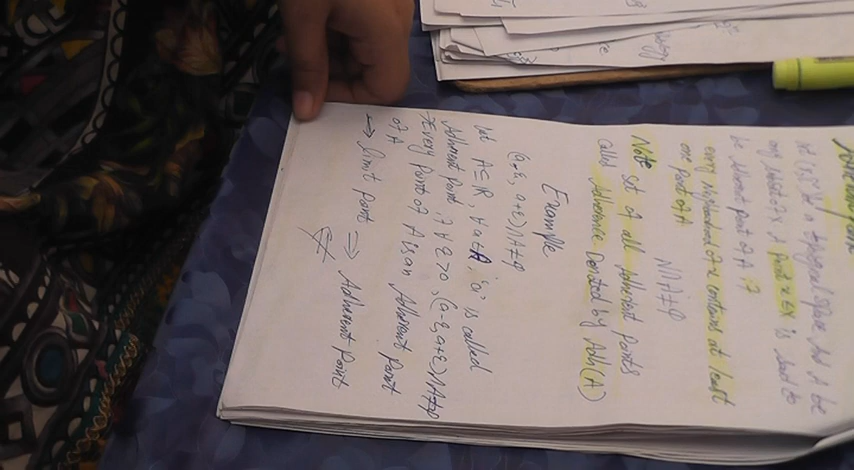 Adherent point
let (X, τ) be a topological space and A be
any subset of X. A point x ∈ X is said to
be Adherent point of A if
every neighborhood of x contains at least
one point of A
N∩A≠φ
Note set of all Adherent points
called Adherence Denoted by Adh(A)
Example
(a-ε, a+ε)∩A≠φ
let A⊆R, ∀ a∈A, "a" is called
Adherent point, if ∀ ε>0, (a-ε, a+ε)∩A≠φ
→ Every Point of A is an Adherent Point
of A
→ limit point ⇒ Adherent Point